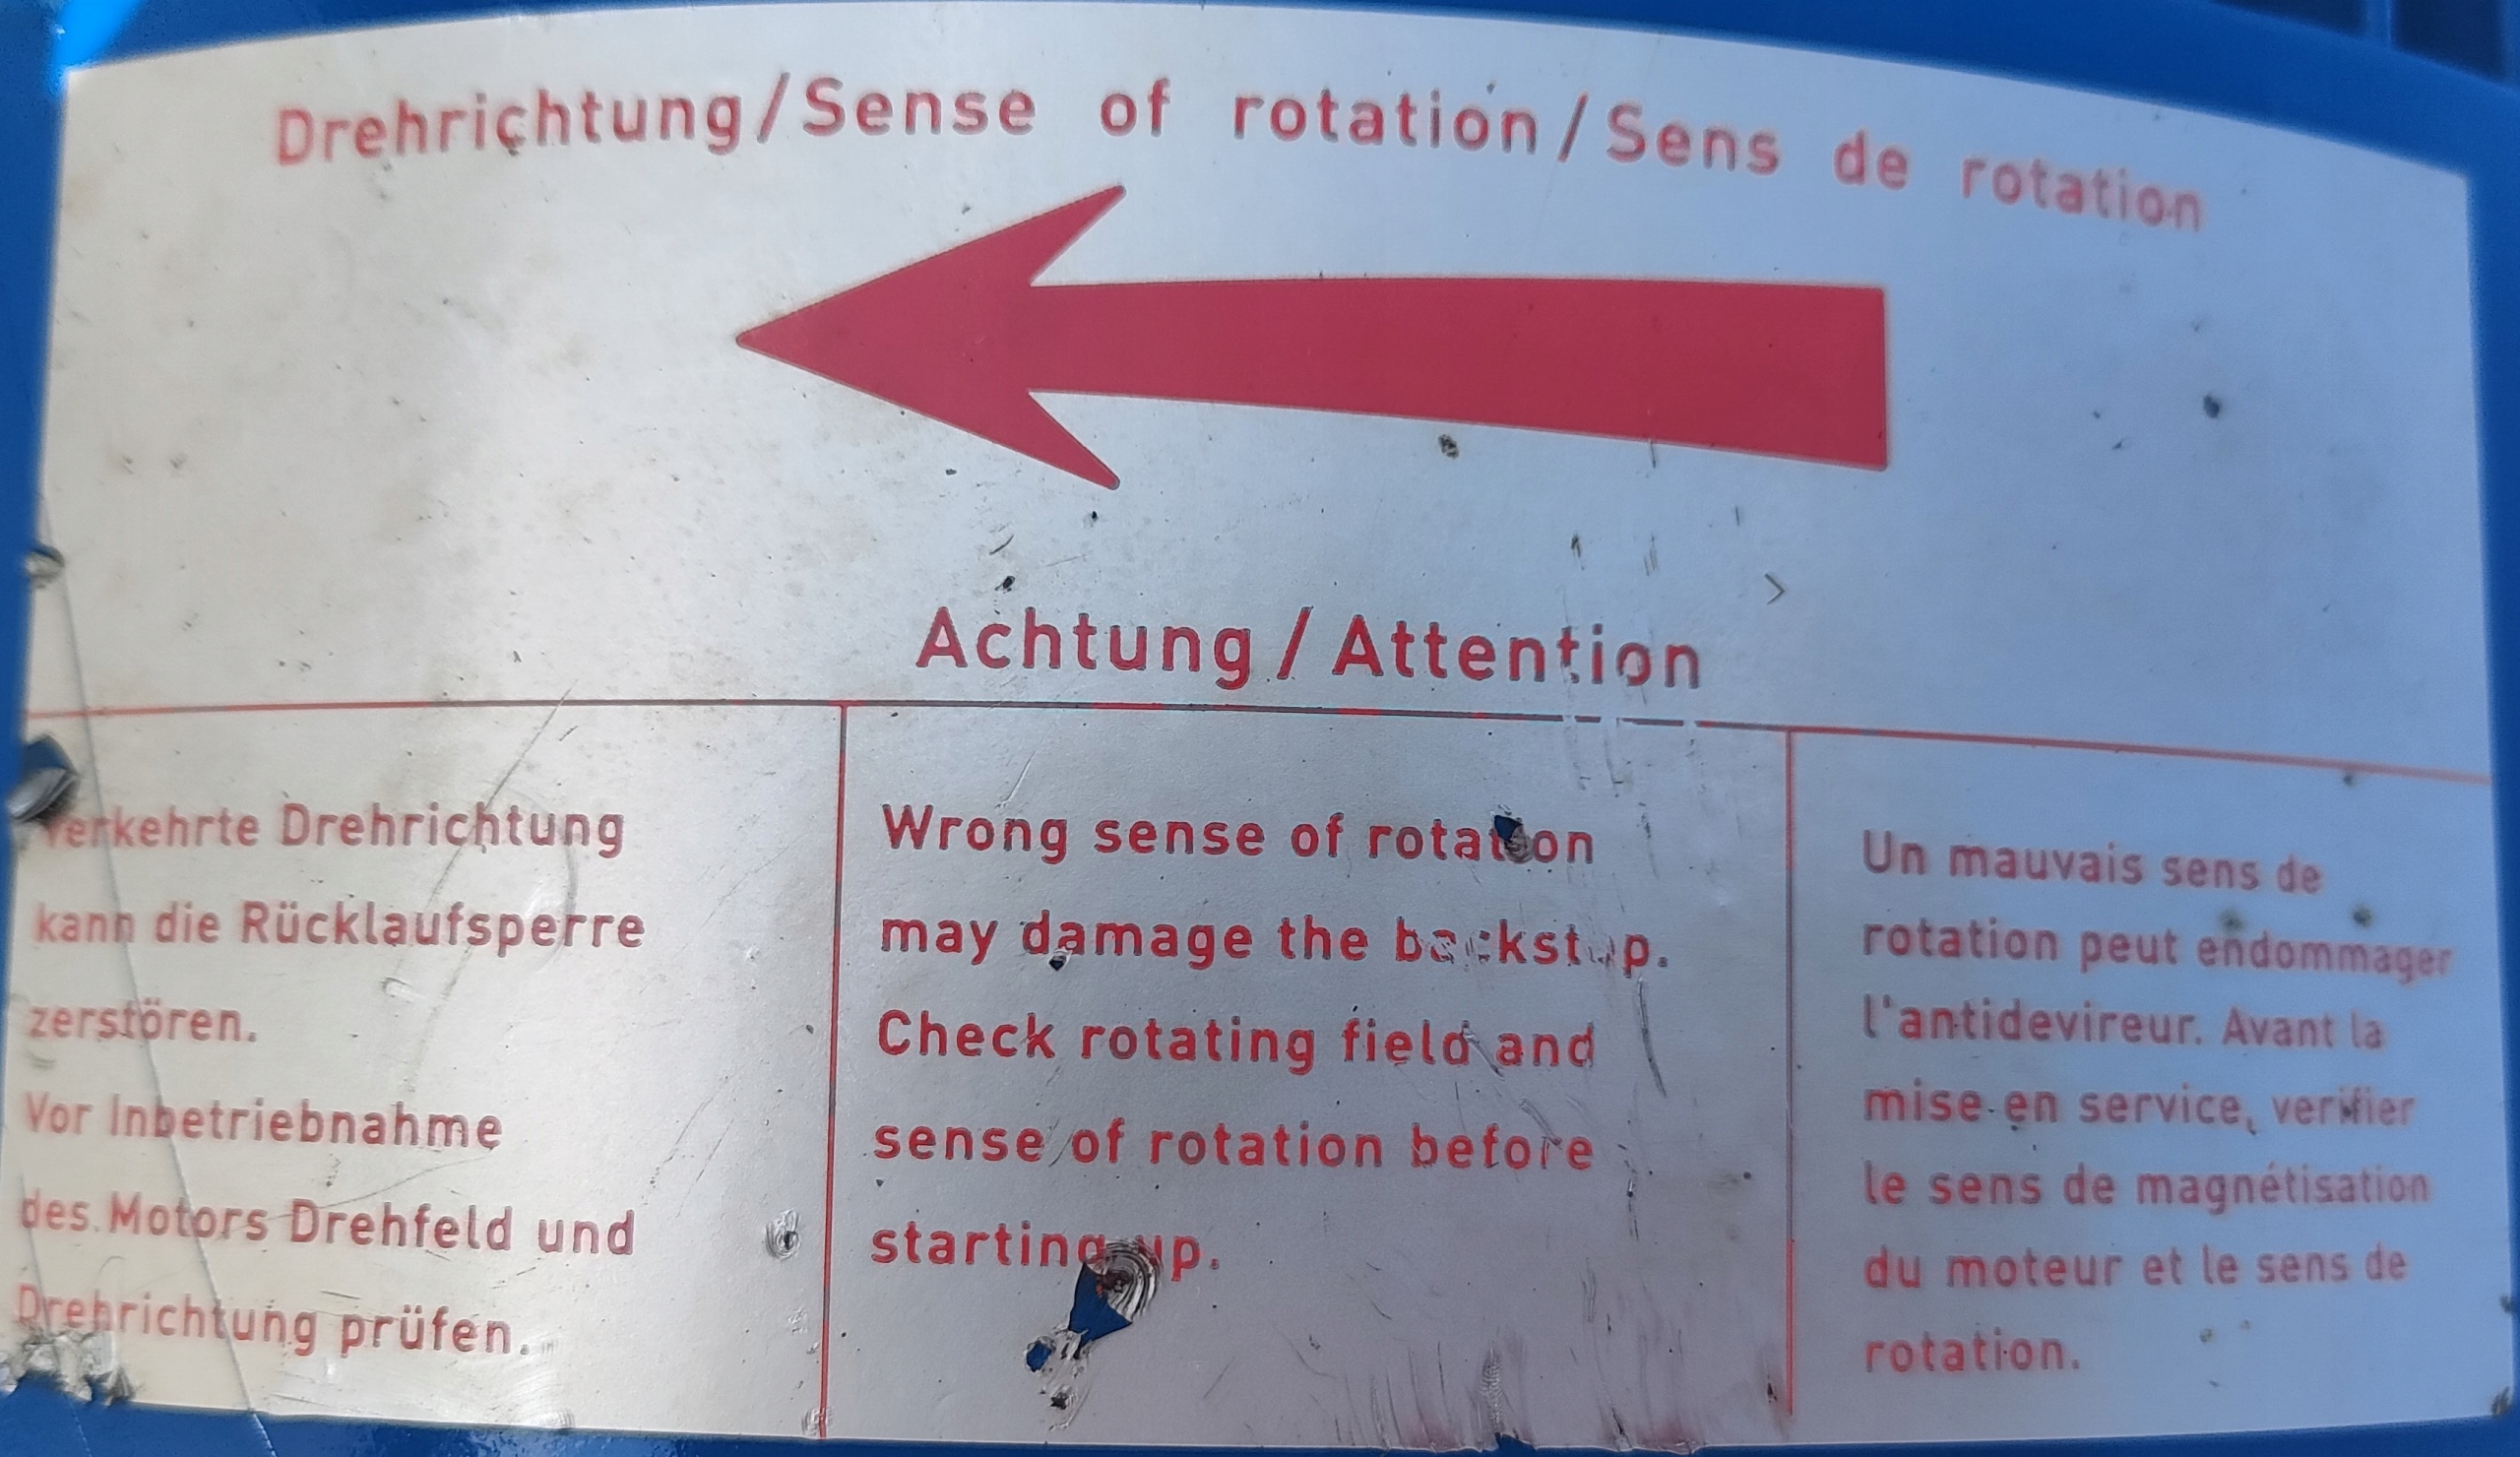 Drehrichtung/Sense of rotation/Sens de rotation
Achtung/Attention
Verkehrte Drehrichtung
kann die Rücklaufsperre
zerstören.
Vor Inbetriebnahme
des Motors Drehfeld und
Drehrichtung prüfen.
Wrong sense of rotation
may damage the backstop.
Check rotating field and
sense of rotation before
starting up.
Un mauvais sens de
rotation peut endommager
l'antidevireur. Avant la
mise en service, verifier
le sens de magnétisation
du moteur et le sens de
rotation.